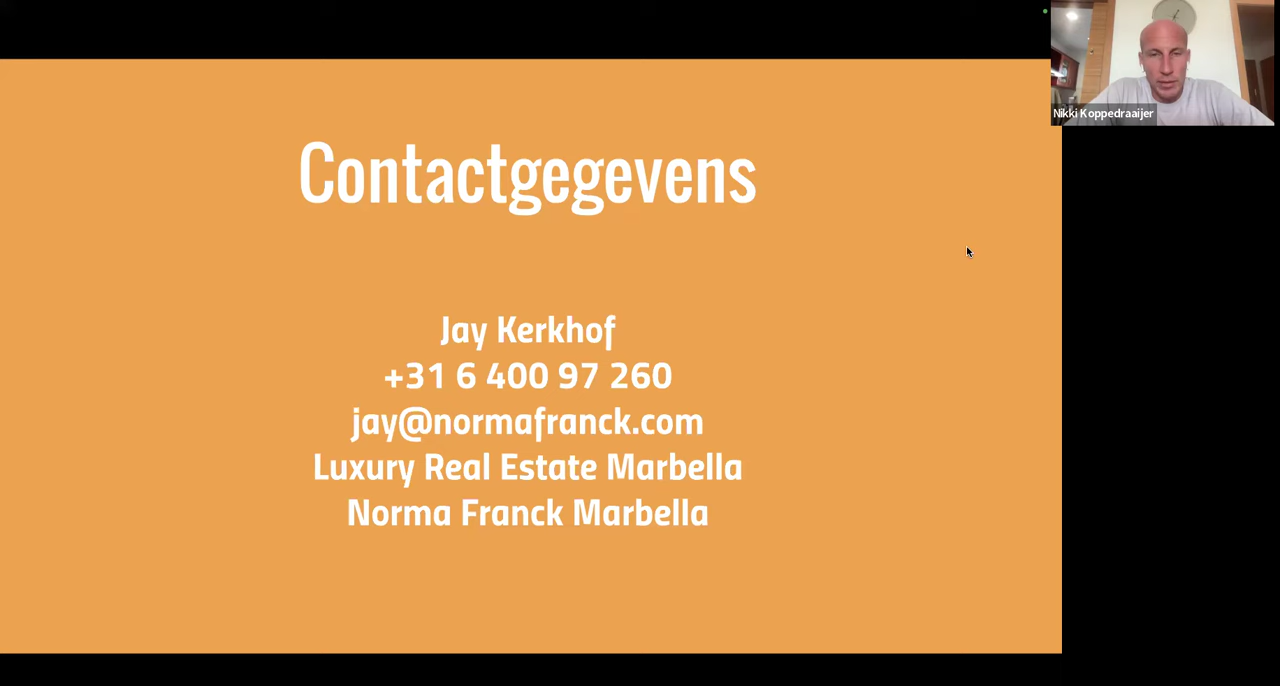 Contactgegevens
Jay Kerkhof
+31 6 400 97 260
jay@normafranck.com
Luxury Real Estate Marbella
Norma Franck Marbella
Nikki Koppedraaijer